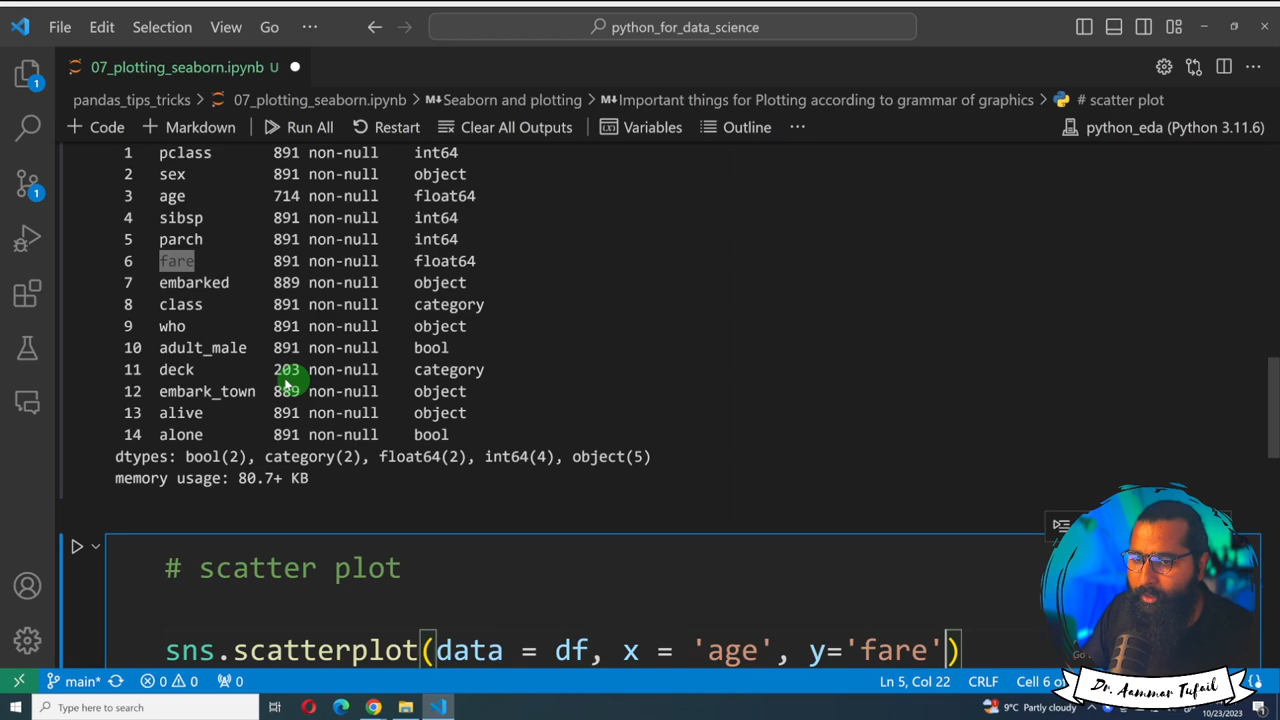 File Edit Selection View Go ··· python_for_data_science
07_plotting_seaborn.ipynb U
pandas_tips_tricks > 07_plotting_seaborn.ipynb > M↓Seaborn and plotting > M↓Important things for Plotting according to grammar of graphics > # scatter plot
+ Code + Markdown Run All Restart Clear All Outputs Variables Outline ··· python_eda (Python 3.11.6)
1 pclass 891 non-null int64
2 sex 891 non-null object
3 age 714 non-null float64
4 sibsp 891 non-null int64
5 parch 891 non-null int64
6 fare 891 non-null float64
7 embarked 889 non-null object
8 class 891 non-null category
9 who 891 non-null object
10 adult_male 891 non-null bool
11 deck 203 non-null category
12 embark_town 889 non-null object
13 alive 891 non-null object
14 alone 891 non-null bool
dtypes: bool(2), category(2), float64(2), int64(4), object(5)
memory usage: 80.7+ KB
# scatter plot
sns.scatterplot(data = df, x = 'age', y='fare')
main* 0 0 0 Ln 5, Col 22 CRLF Cell 6 of
Dr. Aammar Tufail
Type here to search 9°C Partly cloudy 10/23/2023
1
1